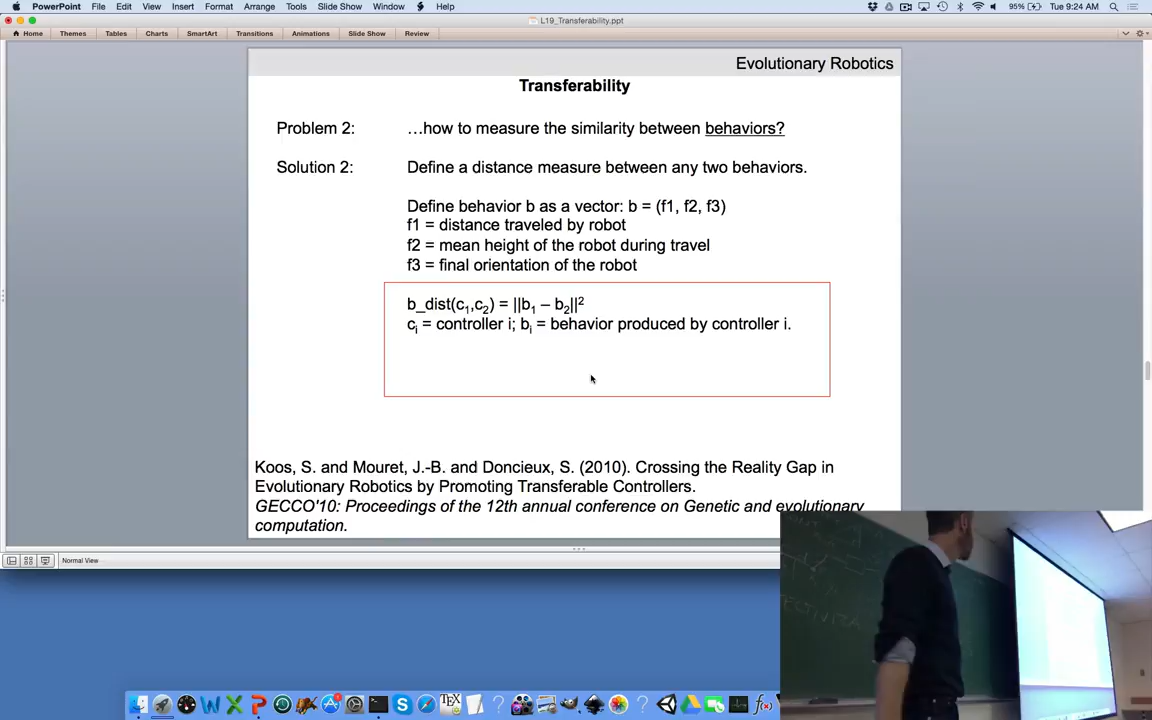 PowerPoint File Edit View Insert Format Arrange Tools Slide Show Window Help 95% Tue 9:24 AM
L19_Transferability.ppt
Home Themes Tables Charts SmartArt Transitions Animations Slide Show Review
Evolutionary Robotics
Transferability
Problem 2: …how to measure the similarity between behaviors?
Solution 2: Define a distance measure between any two behaviors.
Define behavior b as a vector: b = (f1, f2, f3)
f1 = distance traveled by robot
f2 = mean height of the robot during travel
f3 = final orientation of the robot
b_dist(c₁,c₂) = ||b₁ – b₂||²
cᵢ = controller i; bᵢ = behavior produced by controller i.
Koos, S. and Mouret, J.-B. and Doncieux, S. (2010). Crossing the Reality Gap in
Evolutionary Robotics by Promoting Transferable Controllers.
GECCO'10: Proceedings of the 12th annual conference on Genetic and evolutionary
computation.
Normal View